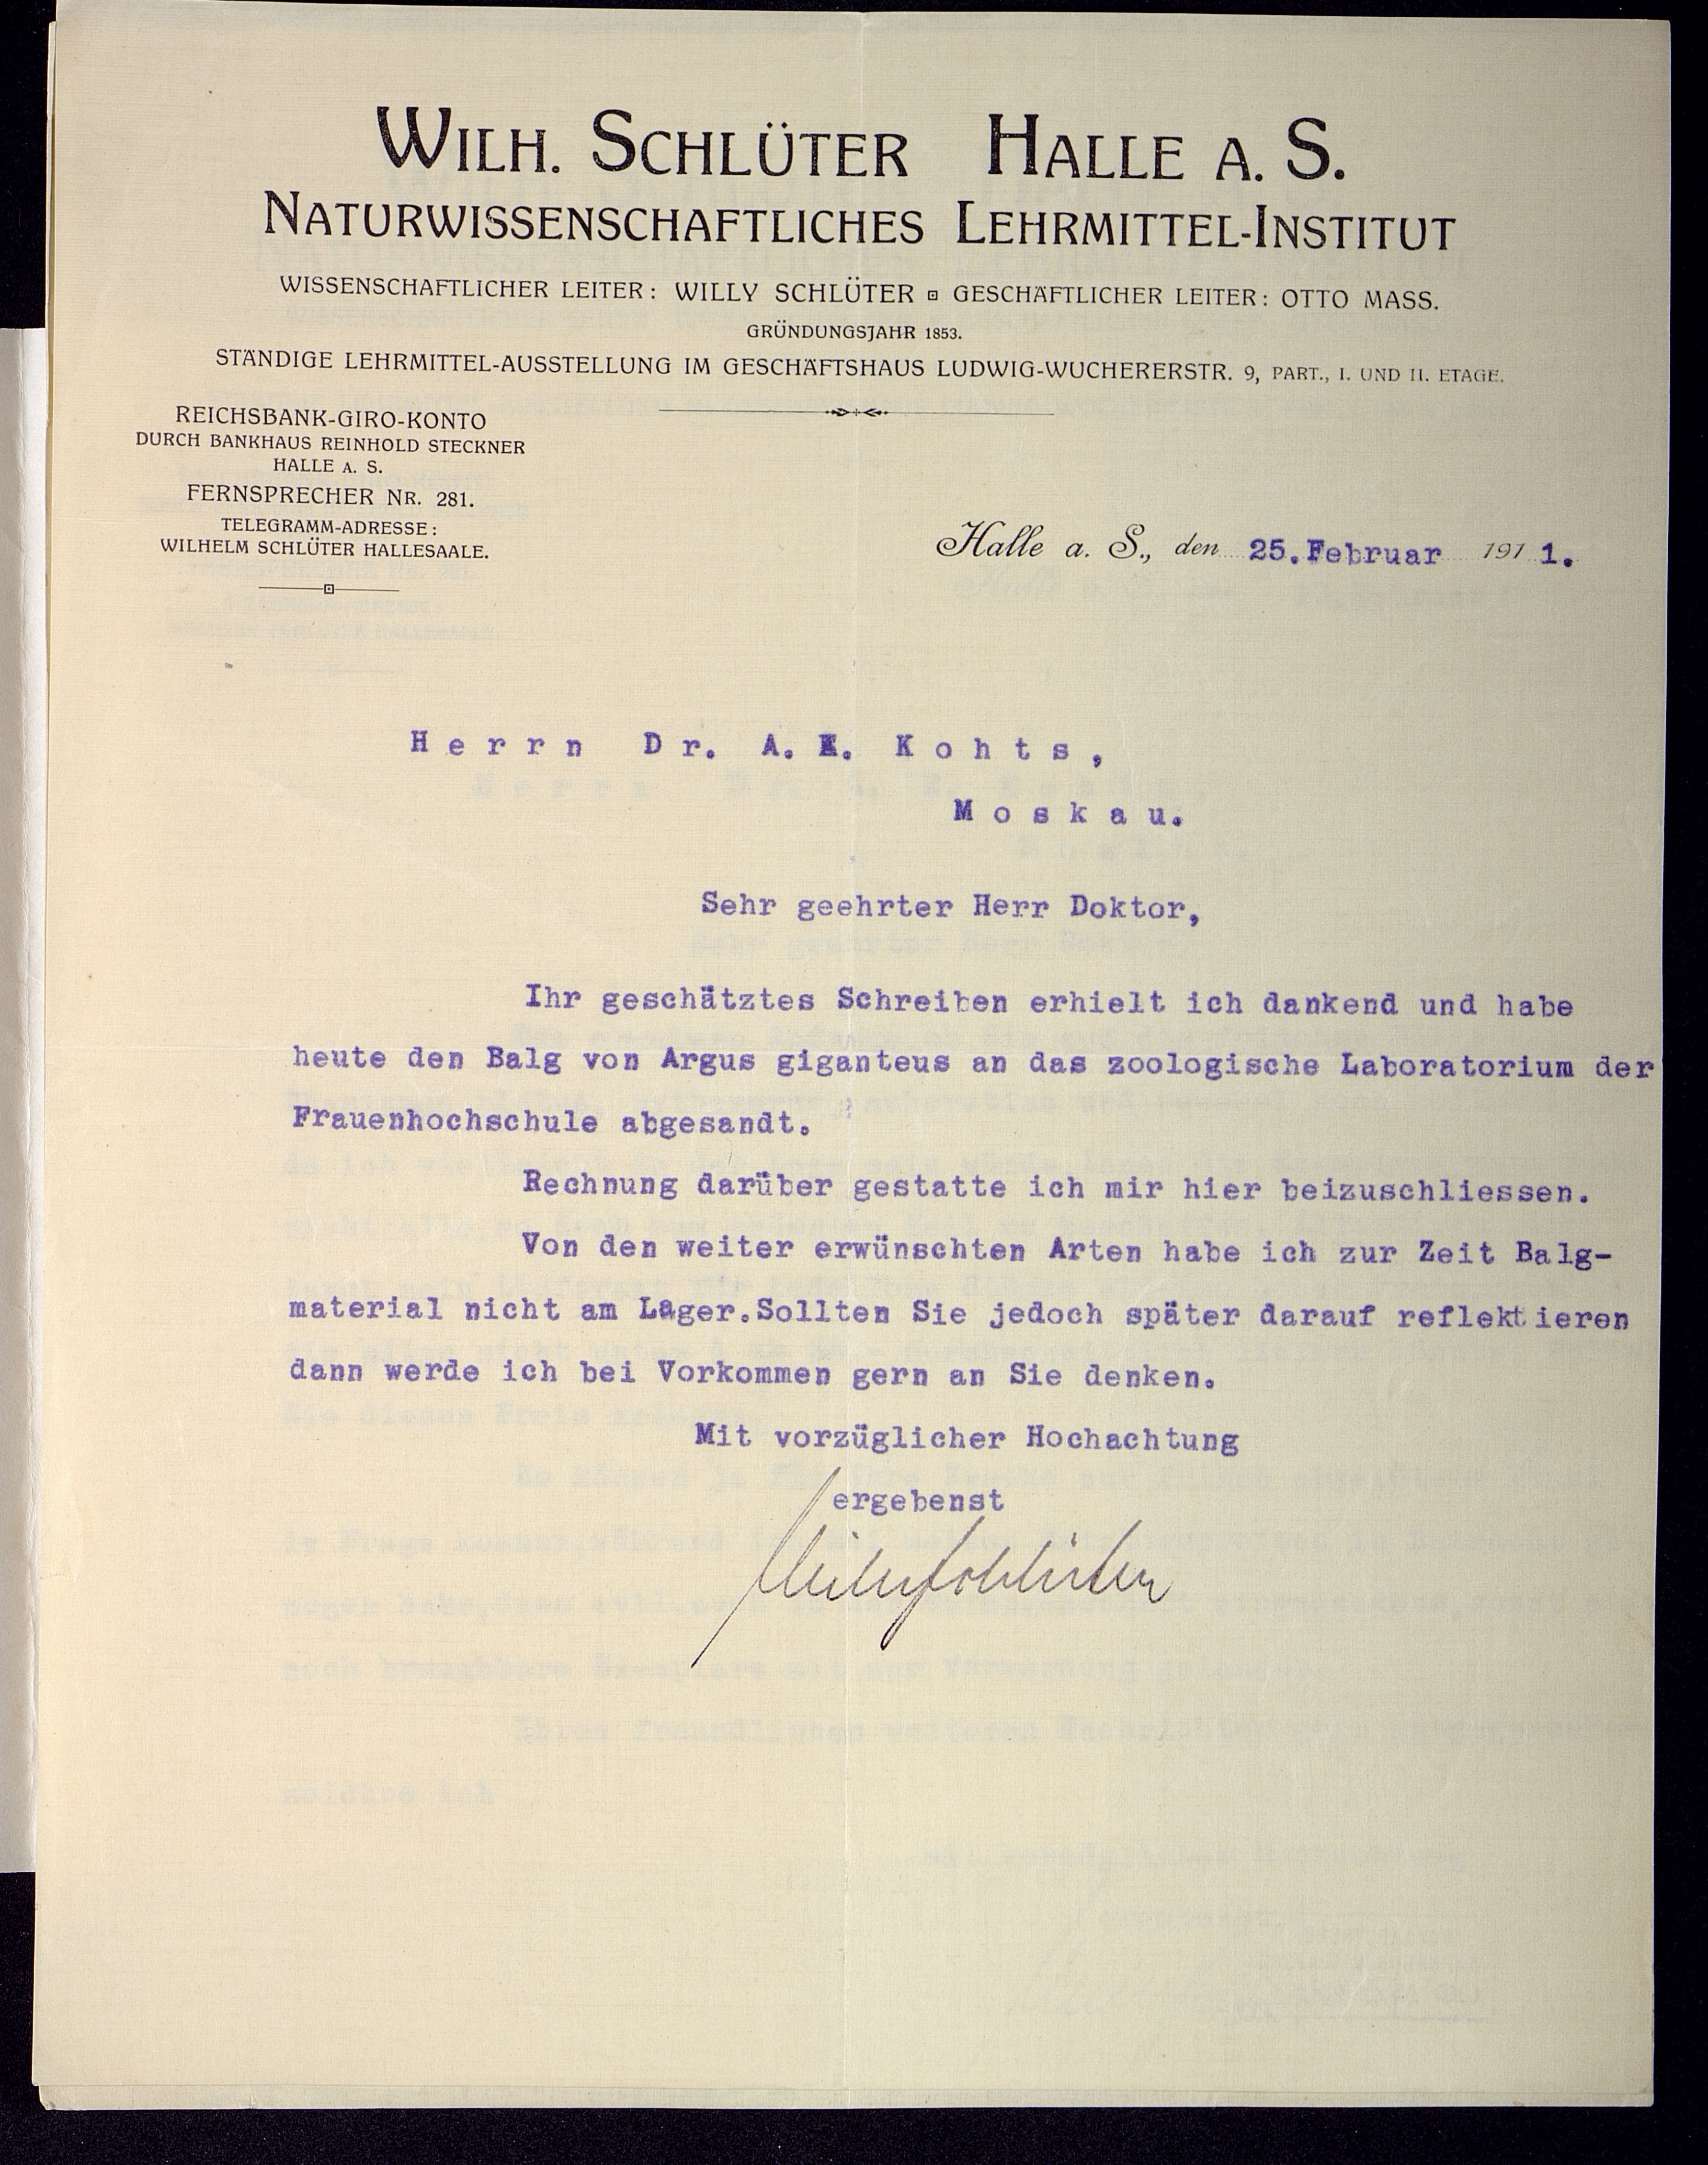 WILH. SCHLÜTER HALLE A. S.
NATURWISSENSCHAFTLICHES LEHRMITTEL-INSTITUT
WISSENSCHAFTLICHER LEITER: WILLY SCHLÜTER GESCHÄFTLICHER LEITER: OTTO MASS.
GRÜNDUNGSJAHR 1853.
STÄNDIGE LEHRMITTEL-AUSSTELLUNG IM GESCHÄFTSHAUS LUDWIG-WUCHERERSTR. 9, PART., I. UND II. ETAGE.
REICHSBANK-GIRO-KONTO
DURCH BANKHAUS REINHOLD STECKNER
HALLE A. S.
FERNSPRECHER NR. 281.
TELEGRAMM-ADRESSE:
WILHELM SCHLÜTER HALLESAALE.
Halle a. S., den 25.Februar 191 1.
Herrn Dr. A. Kohts,
Moskau.
Sehr geehrter Herr Doktor,
Ihr geschätztes Schreiben erhielt ich dankend und habe
heute den Balg von Argus giganteus an das zoologische Laboratorium der
Frauenhochschule abgesandt.
Rechnung darüber gestatte ich mir hier beizuschliessen.
Von den weiter erwünschten Arten habe ich zur Zeit Balg-
material nicht am Lager.Sollten Sie jedoch später darauf reflektieren
dann werde ich bei Vorkommen gern an Sie denken.
Mit vorzüglicher Hochachtung
ergebenst